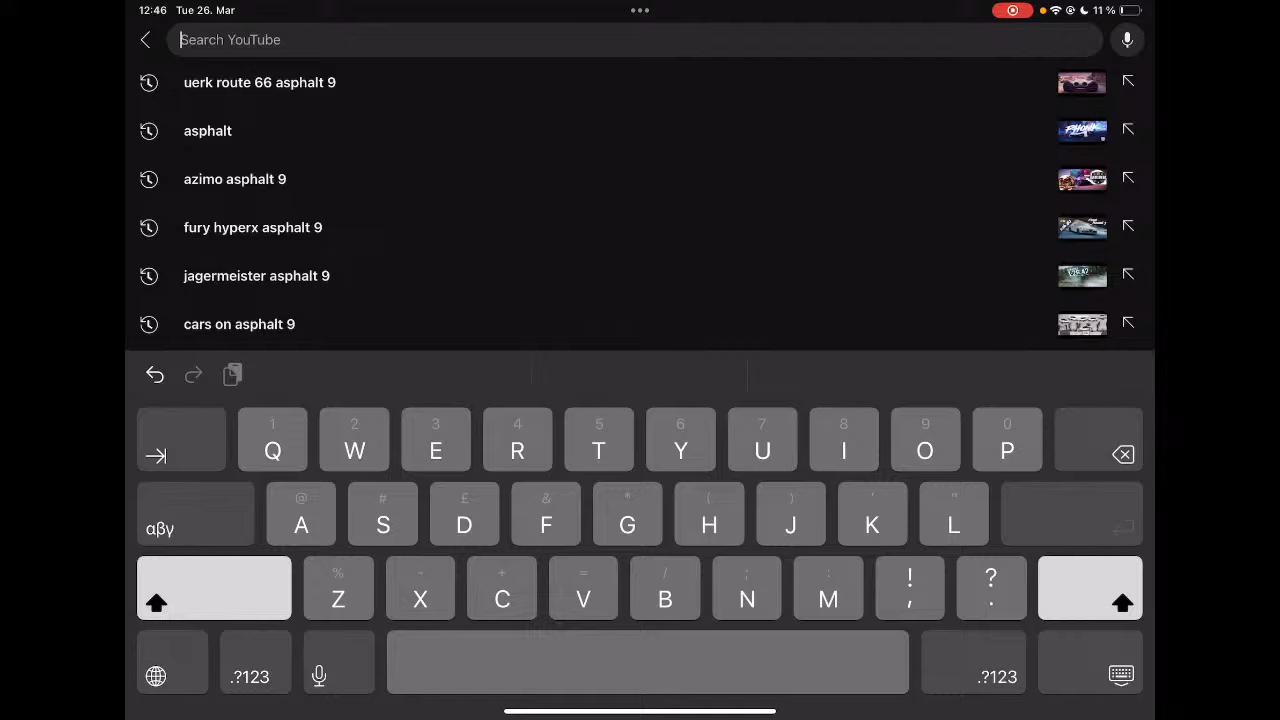 12:46 Tue 26. Mar 11 %
Search YouTube
uerk route 66 asphalt 9
asphalt
azimo asphalt 9
fury hyperx asphalt 9
jagermeister asphalt 9
cars on asphalt 9
1 2 3 4 5 6 7 8 9 0
Q W E R T Y U I O P
@ # £ & * ( ) ' "
αβγ A S D F G H J K L
% - + = / ; : ! ?
Z X C V B N M , .
.?123 .?123